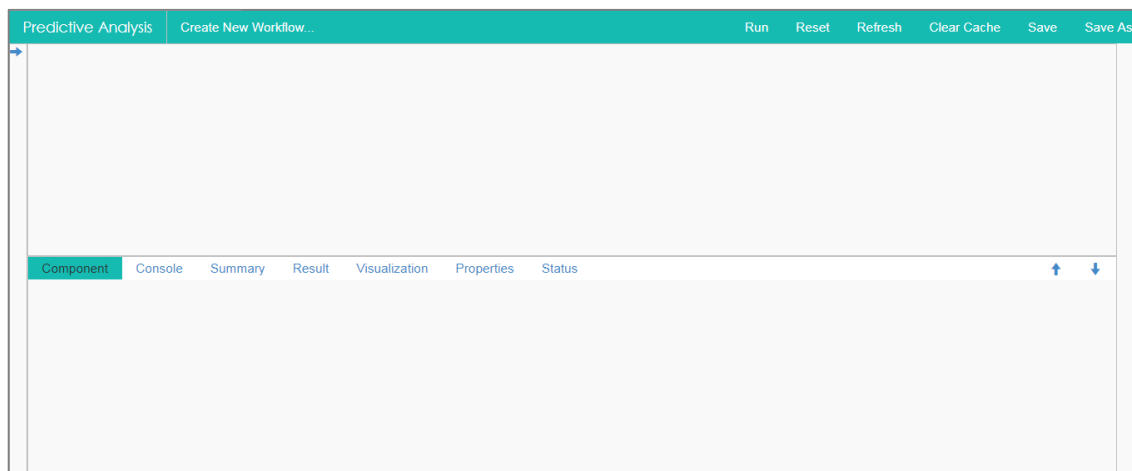 Predictive Analysis Create New Workflow... Run Reset Refresh Clear Cache Save Save As
Component Console Summary Result Visualization Properties Status